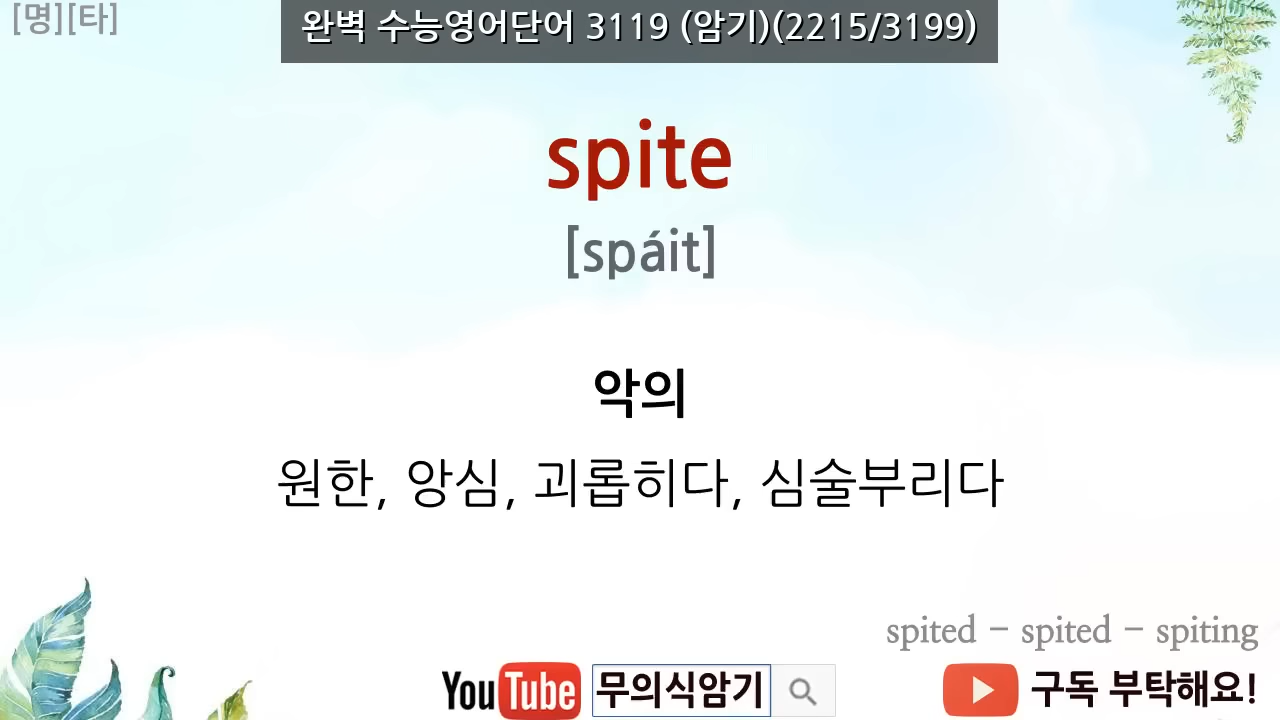 [명][타]
완벽 수능영어단어 3119 (암기)(2215/3199)
spite
[spáit]
악의
원한, 앙심, 괴롭히다, 심술부리다
spited - spited - spiting
YouTube 무의식암기 구독 부탁해요!